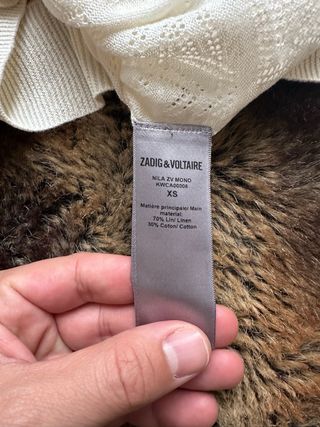 ZADIG&VOLTAIRE
NILA ZV MONO
KWCA00008
XS
Matière principale/ Main
material:
70% Lin/ Linen
30% Coton/ Cotton